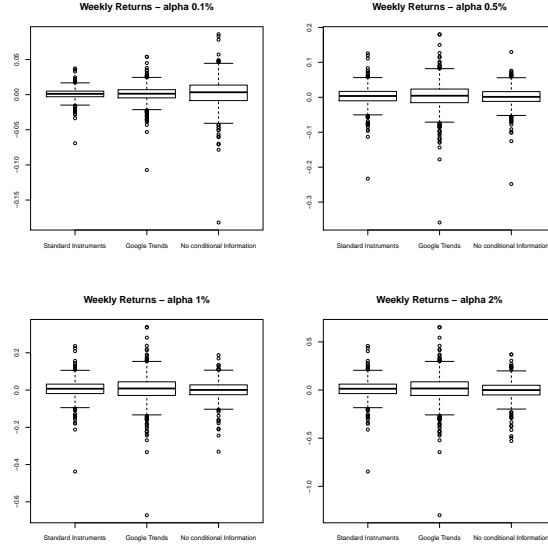 Weekly Returns − alpha 0.1%
0.05
0.00
−0.05
−0.10
−0.15
Standard Instruments Google Trends No conditional Information
Weekly Returns − alpha 0.5%
0.2
0.1
0.0
−0.1
−0.2
−0.3
Standard Instruments Google Trends No conditional Information
Weekly Returns − alpha 1%
0.2
0.0
−0.2
−0.4
−0.6
Standard Instruments Google Trends No conditional Information
Weekly Returns − alpha 2%
0.5
0.0
−0.5
−1.0
Standard Instruments Google Trends No conditional Information